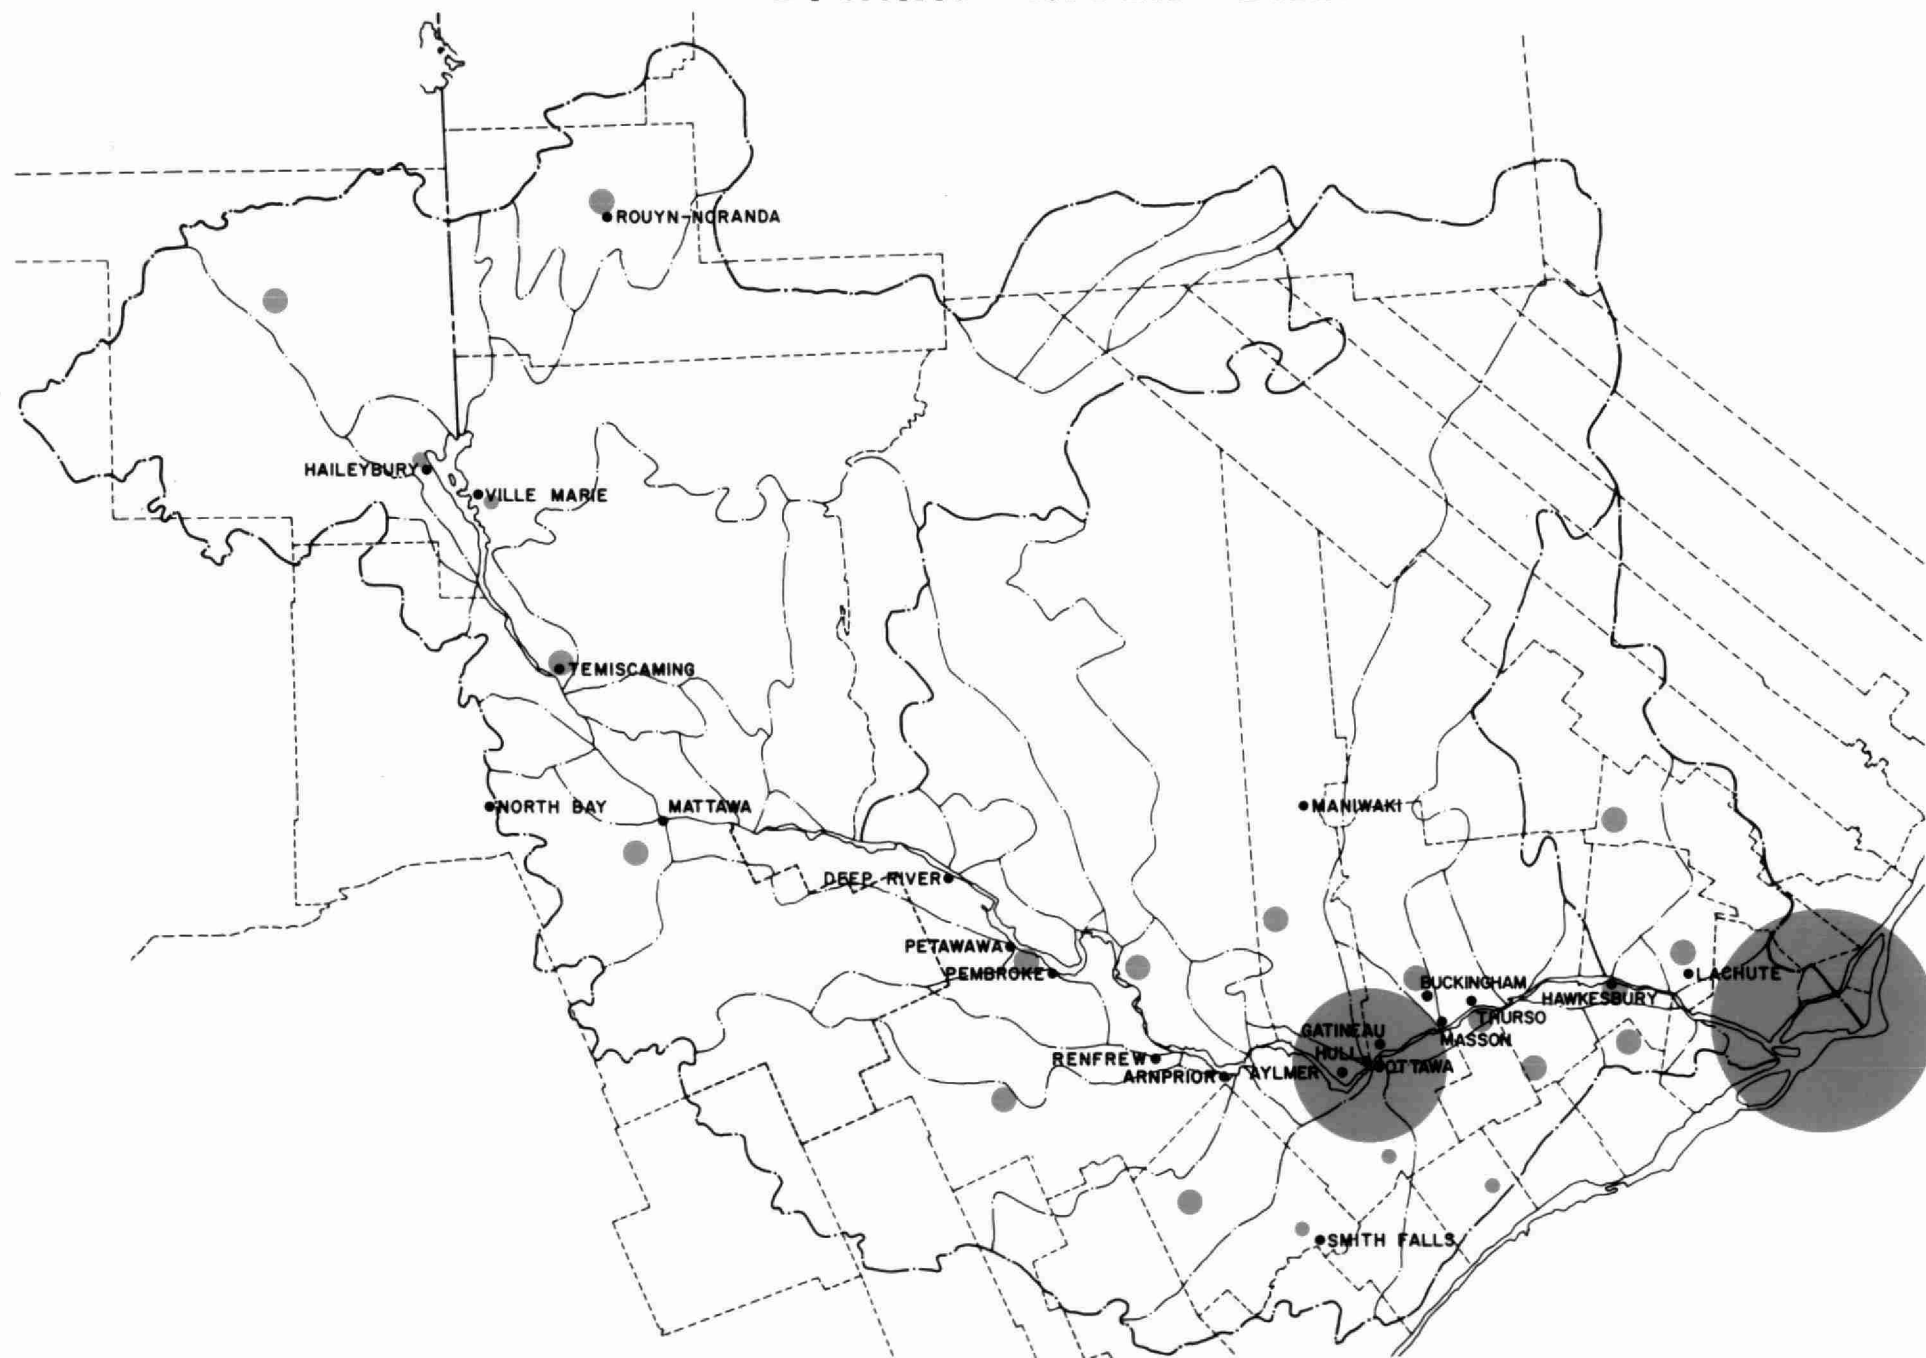 ROUYN-NORANDA
HAILEYBURY
VILLE MARIE
TEMISCAMING
NORTH BAY
MATTAWA
MANIWAKI
DEEP RIVER
PETAWAWA
PEMBROKE
LACHUTE
BUCKINGHAM
HAWKESBURY
THURSO
GATINEAU
MASSON
HULL
RENFREW
OTTAWA
ARNPRIOR
AYLMER
SMITH FALLS